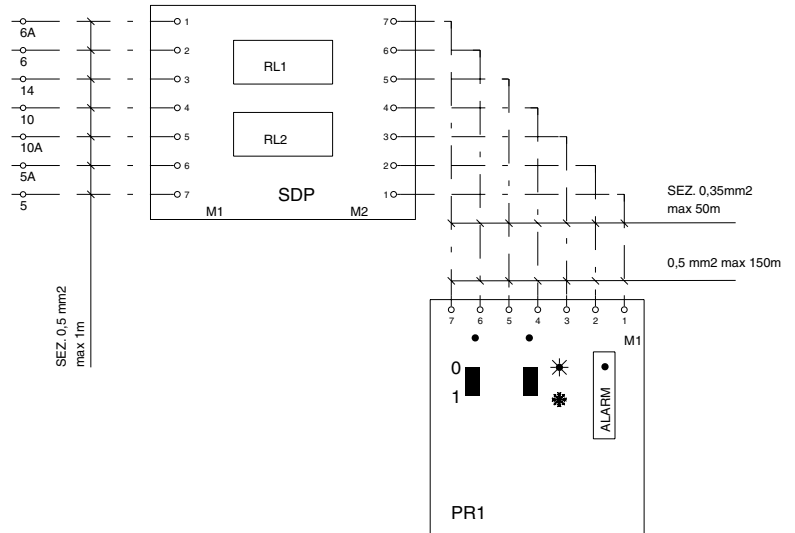 6A
6
14
10
10A
5A
5
SEZ. 0,5 mm2
max 1m
1
2
3
4
5
6
7
RL1
RL2
SDP
M1
M2
7
6
5
4
3
2
1
SEZ. 0,35mm2
max 50m
0,5 mm2 max 150m
7 6 5 4 3 2 1
M1
0
1
ALARM
PR1